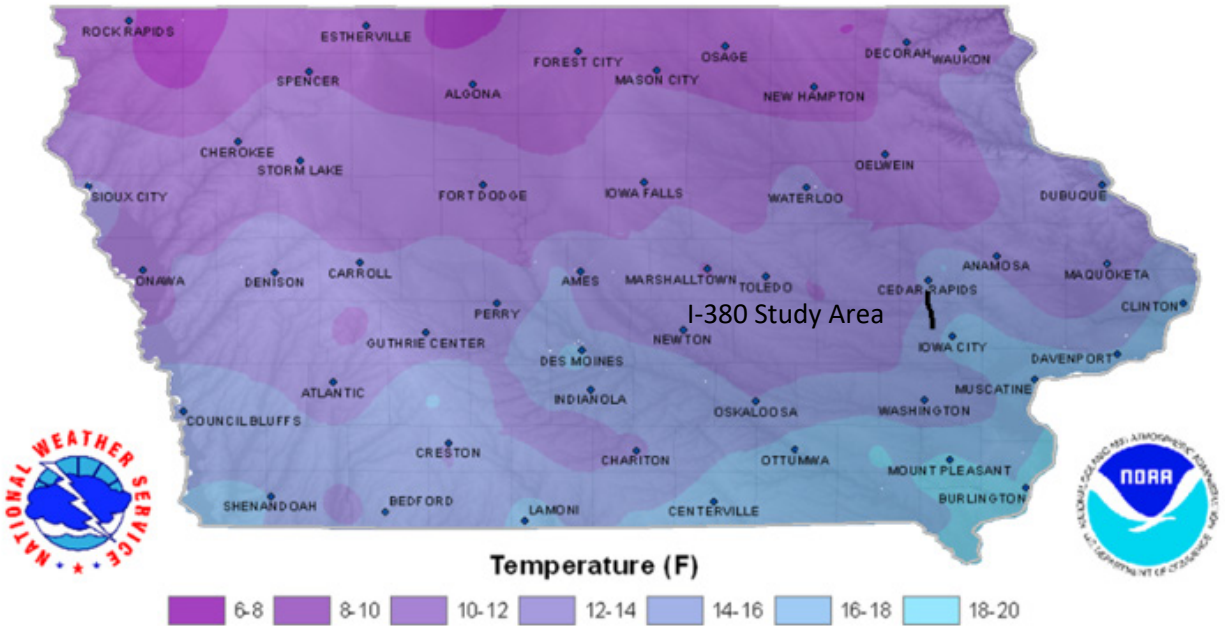 ROCK RAPIDS
ESTHERVILLE
DECORAH
WAUKON
OSAGE
FOREST CITY
SPENCER
MASON CITY
ALGONA
NEW HAMPTON
CHEROKEE
STORM LAKE
OELWEIN
SIOUX CITY
FORT DODGE
IOWA FALLS
WATERLOO
DUBUQUE
ANAMOSA
ONAWA
DENISON
CARROLL
AMES
MARSHALLTOWN
TOLEDO
MAQUOKETA
CEDAR RAPIDS
CLINTON
PERRY
I-380 Study Area
GUTHRIE CENTER
NEWTON
IOWA CITY
DES MOINES
DAVENPORT
ATLANTIC
INDIANOLA
MUSCATINE
OSKALOOSA
WASHINGTON
COUNCIL BLUFFS
CRESTON
CHARITON
OTTUMWA
MOUNT PLEASANT
SHENANDOAH
BEDFORD
LAMONI
CENTERVILLE
BURLINGTON
NATIONAL WEATHER SERVICE
NOAA
Temperature (F)
6-8 8-10 10-12 12-14 14-16 16-18 18-20